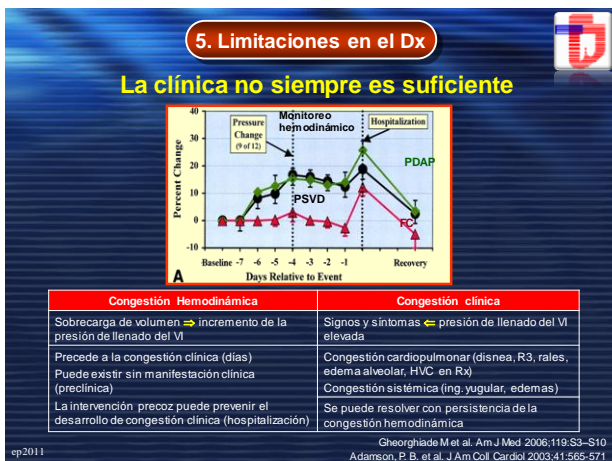 5. Limitaciones en el Dx
La clínica no siempre es suficiente
Monitoreo
hemodinámico
Pressure
Change
(9 of 12)
Hospitalization
PDAP
PSVD
FC
Percent Change
40
30
20
10
0
-10
Baseline -7 -6 -5 -4 -3 -2 -1 Recovery
A
Days Relative to Event
Congestión Hemodinámica
Congestión clínica
Sobrecarga de volumen ⇒ incremento de la
presión de llenado del VI
Signos y síntomas ⇐ presión de llenado del VI
elevada
Precede a la congestión clínica (días)
Puede existir sin manifestación clínica
(preclínica)
Congestión cardiopulmonar (disnea, R3, rales,
edema alveolar, HVC en Rx)
Congestión sistémica (ing. yugular, edemas)
La intervención precoz puede prevenir el
desarrollo de congestión clínica (hospitalización)
Se puede resolver con persistencia de la
congestión hemodinámica
ep2011
Gheorghiade M et al. Am J Med 2006;119:S3–S10
Adamson, P. B. et al. J Am Coll Cardiol 2003;41:565-571